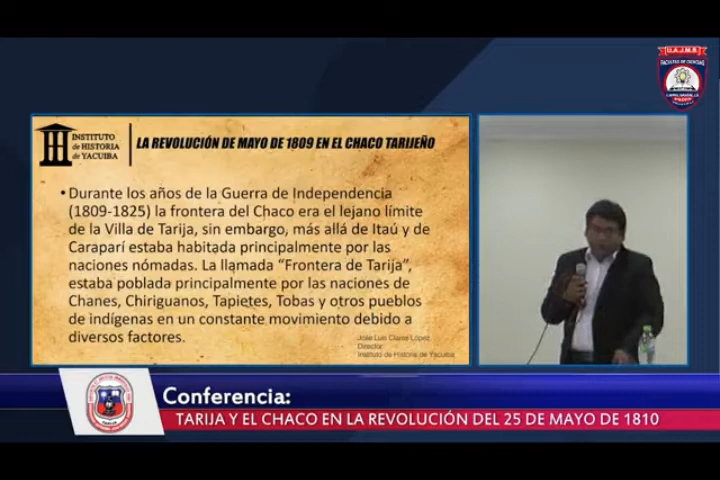 U.A.J.M.S.
FACULTAD DE CIENCIAS
INSTITUTO
de HISTORIA
de YACUIBA
LA REVOLUCIÓN DE MAYO DE 1809 EN EL CHACO TARIJEÑO
• Durante los años de la Guerra de Independencia
(1809-1825) la frontera del Chaco era el lejano límite
de la Villa de Tarija, sin embargo, más allá de Itaú y de
Caraparí estaba habitada principalmente por las
naciones nómadas. La llamada “Frontera de Tarija”,
estaba poblada principalmente por las naciones de
Chanes, Chiriguanos, Tapietes, Tobas y otros pueblos
de indígenas en un constante movimiento debido a
diversos factores.
Director
Instituto de Historia de Yacuiba
Conferencia:
TARIJA Y EL CHACO EN LA REVOLUCIÓN DEL 25 DE MAYO DE 1810